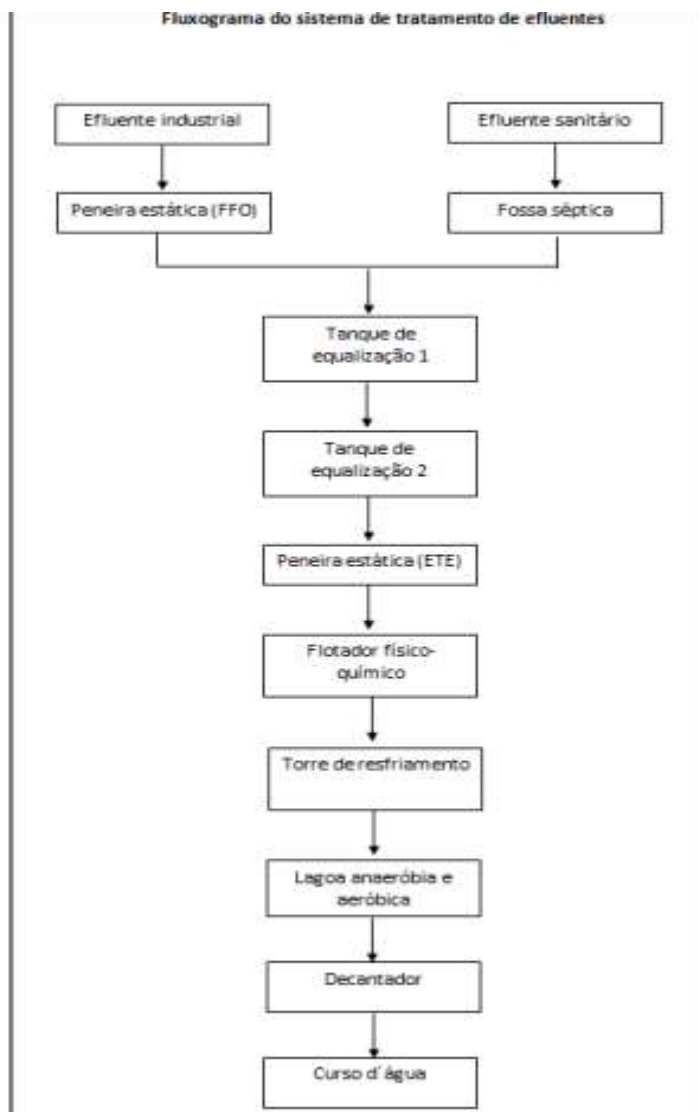 Fluxograma do sistema de tratamento de efluentes
Efluente industrial
Efluente sanitário
Peneira estática (FFO)
Fossa séptica
Tanque de
equalização 1
Tanque de
equalização 2
Peneira estática (ETE)
Flotador físico-
químico
Torre de resfriamento
Lagoa anaeróbia e
aeróbica
Decantador
Curso d´água